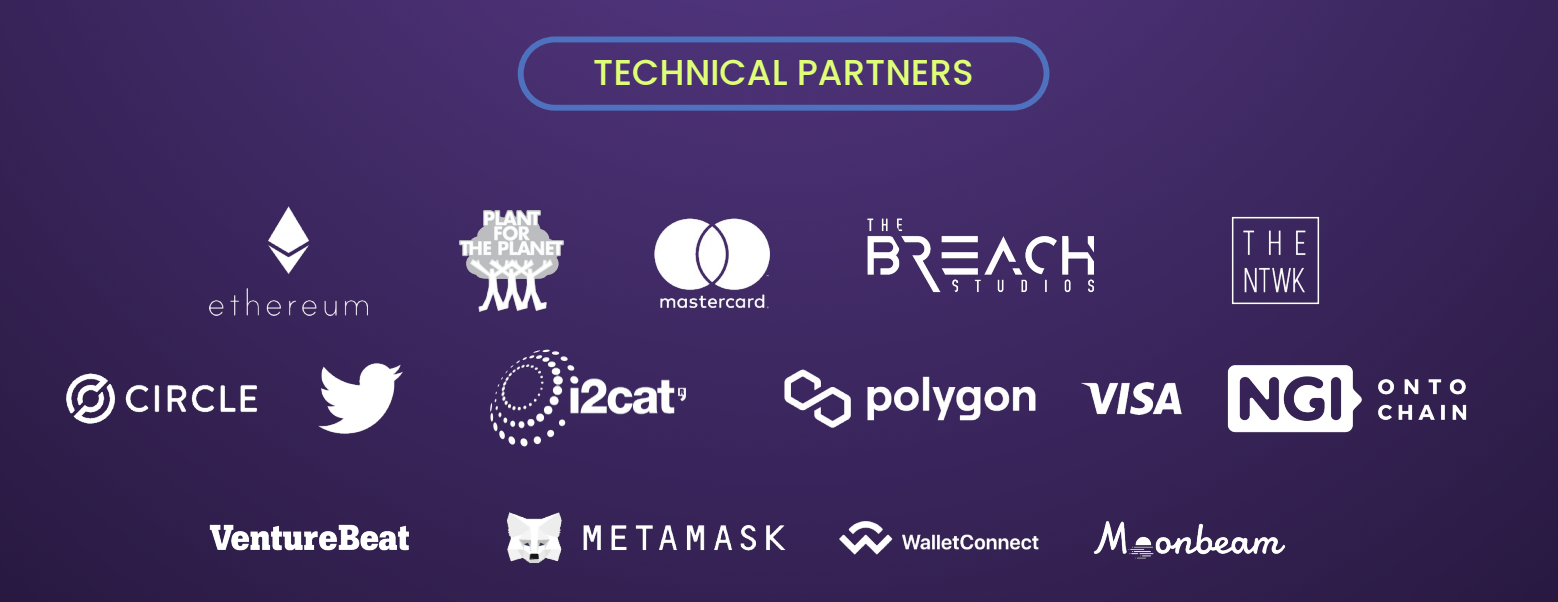 TECHNICAL PARTNERS
ethereum
PLANT
FOR
THE PLANET
mastercard.
THE
BREACH
STUDIOS
THE
NTWK
CIRCLE
i2cat
polygon
VISA
NGI
ONTO
CHAIN
VentureBeat
METAMASK
WalletConnect
Moonbeam